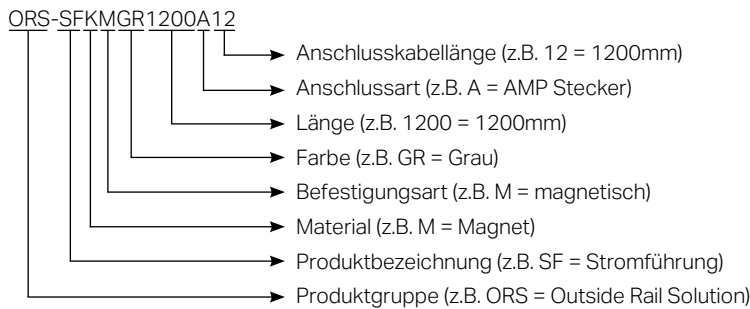 ORS-SFKMGR1200A12
Anschlusskabellänge (z.B. 12 = 1200mm)
Anschlussart (z.B. A = AMP Stecker)
Länge (z.B. 1200 = 1200mm)
Farbe (z.B. GR = Grau)
Befestigungsart (z.B. M = magnetisch)
Material (z.B. M = Magnet)
Produktbezeichnung (z.B. SF = Stromführung)
Produktgruppe (z.B. ORS = Outside Rail Solution)